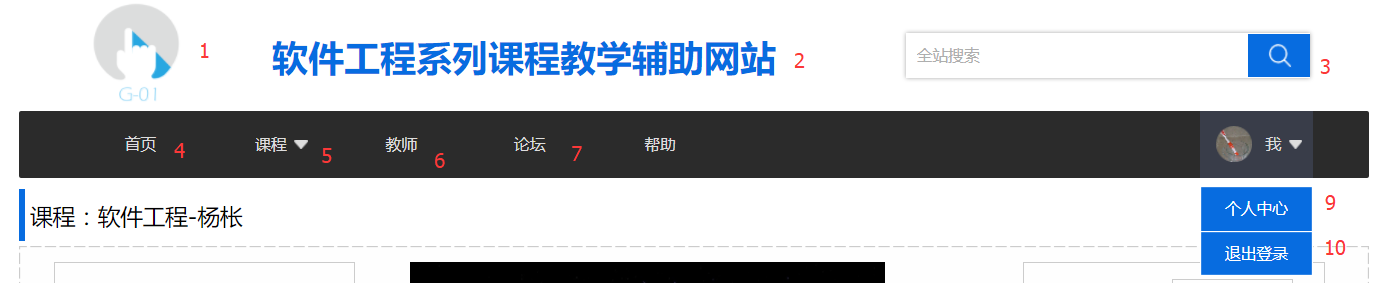 G-01
1
软件工程系列课程教学辅助网站
2
全站搜索
3
首页
4
课程
5
教师
6
论坛
7
帮助
我
课程：软件工程-杨枨
个人中心
9
退出登录
10